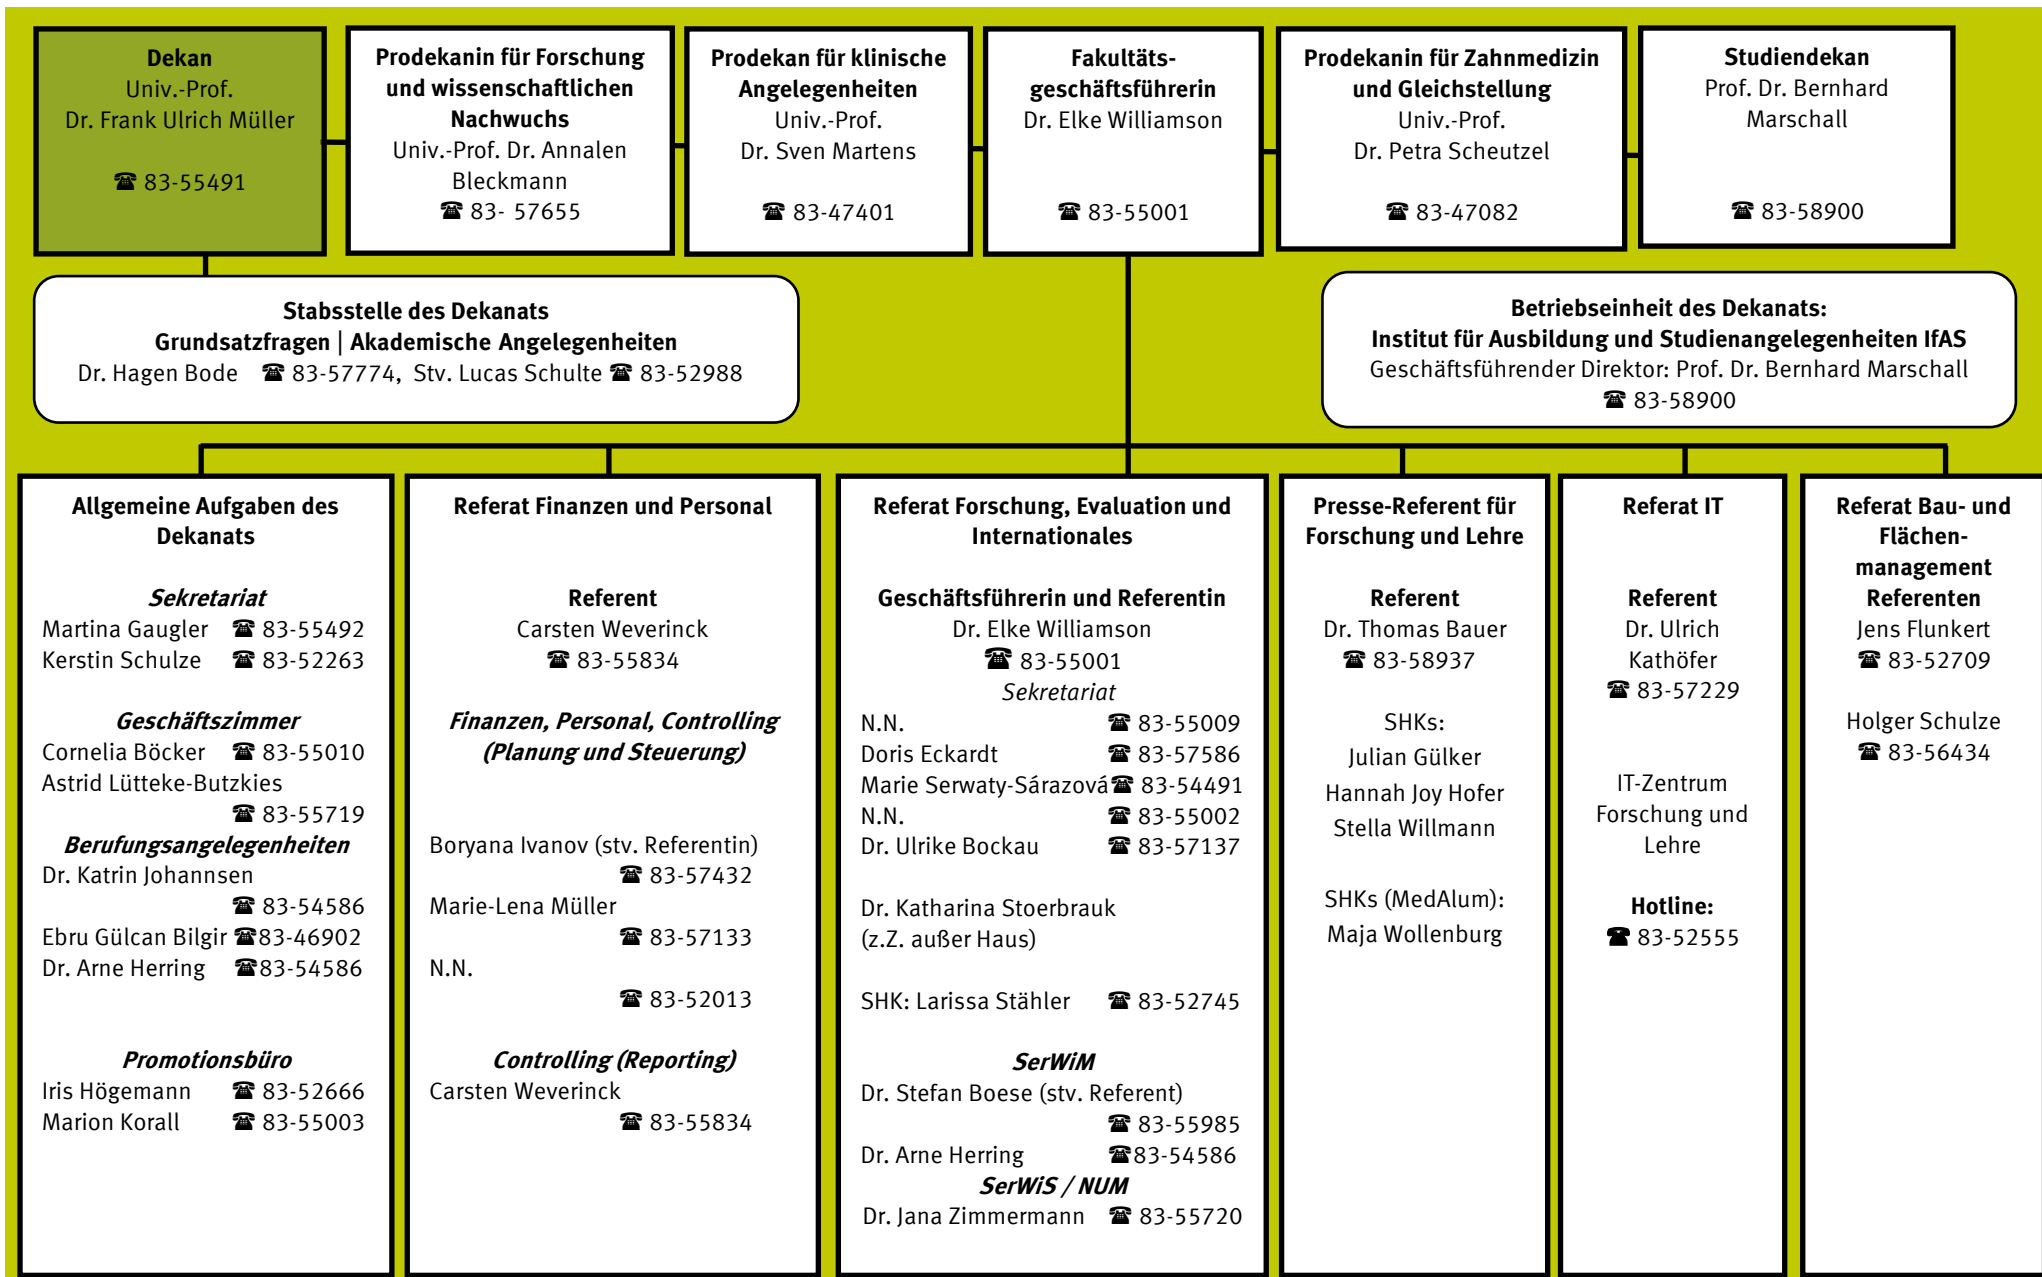 Dekan
Univ.-Prof.
Dr. Frank Ulrich Müller
☎ 83-55491
Prodekanin für Forschung
und wissenschaftlichen
Nachwuchs
Univ.-Prof. Dr. Annalen
Bleckmann
☎ 83- 57655
Prodekan für klinische
Angelegenheiten
Univ.-Prof.
Dr. Sven Martens
☎ 83-47401
Fakultäts-
geschäftsführerin
Dr. Elke Williamson
☎ 83-55001
Prodekanin für Zahnmedizin
und Gleichstellung
Univ.-Prof.
Dr. Petra Scheutzel
☎ 83-47082
Studiendekan
Prof. Dr. Bernhard
Marschall
☎ 83-58900
Stabsstelle des Dekanats
Grundsatzfragen | Akademische Angelegenheiten
Dr. Hagen Bode ☎ 83-57774, Stv. Lucas Schulte ☎ 83-52988
Betriebseinheit des Dekanats:
Institut für Ausbildung und Studienangelegenheiten IfAS
Geschäftsführender Direktor: Prof. Dr. Bernhard Marschall
☎ 83-58900
Allgemeine Aufgaben des
Dekanats
Sekretariat
Martina Gaugler ☎ 83-55492
Kerstin Schulze ☎ 83-52263
Geschäftszimmer
Cornelia Böcker ☎ 83-55010
Astrid Lütteke-Butzkies
☎ 83-55719
Berufungsangelegenheiten
Dr. Katrin Johannsen
☎ 83-54586
Ebru Gülcan Bilgir ☎83-46902
Dr. Arne Herring ☎83-54586
Promotionsbüro
Iris Högemann ☎ 83-52666
Marion Korall ☎ 83-55003
Referat Finanzen und Personal
Referent
Carsten Weverinck
☎ 83-55834
Finanzen, Personal, Controlling
(Planung und Steuerung)
Boryana Ivanov (stv. Referentin)
☎ 83-57432
Marie-Lena Müller
☎ 83-57133
N.N.
☎ 83-52013
Controlling (Reporting)
Carsten Weverinck
☎ 83-55834
Referat Forschung, Evaluation und
Internationales
Geschäftsführerin und Referentin
Dr. Elke Williamson
☎ 83-55001
Sekretariat
N.N. ☎ 83-55009
Doris Eckardt ☎ 83-57586
Marie Serwaty-Sárazová☎ 83-54491
N.N. ☎ 83-55002
Dr. Ulrike Bockau ☎ 83-57137
Dr. Katharina Stoerbrauk
(z.Z. außer Haus)
SHK: Larissa Stähler ☎ 83-52745
SerWiM
Dr. Stefan Boese (stv. Referent)
☎ 83-55985
Dr. Arne Herring ☎83-54586
SerWiS / NUM
Dr. Jana Zimmermann ☎ 83-55720
Presse-Referent für
Forschung und Lehre
Referent
Dr. Thomas Bauer
☎ 83-58937
SHKs:
Julian Gülker
Hannah Joy Hofer
Stella Willmann
SHKs (MedAlum):
Maja Wollenburg
Referat IT
Referent
Dr. Ulrich
Kathöfer
☎ 83-57229
IT-Zentrum
Forschung und
Lehre
Hotline:
☎ 83-52555
Referat Bau- und
Flächen-
management
Referenten
Jens Flunkert
☎ 83-52709
Holger Schulze
☎ 83-56434